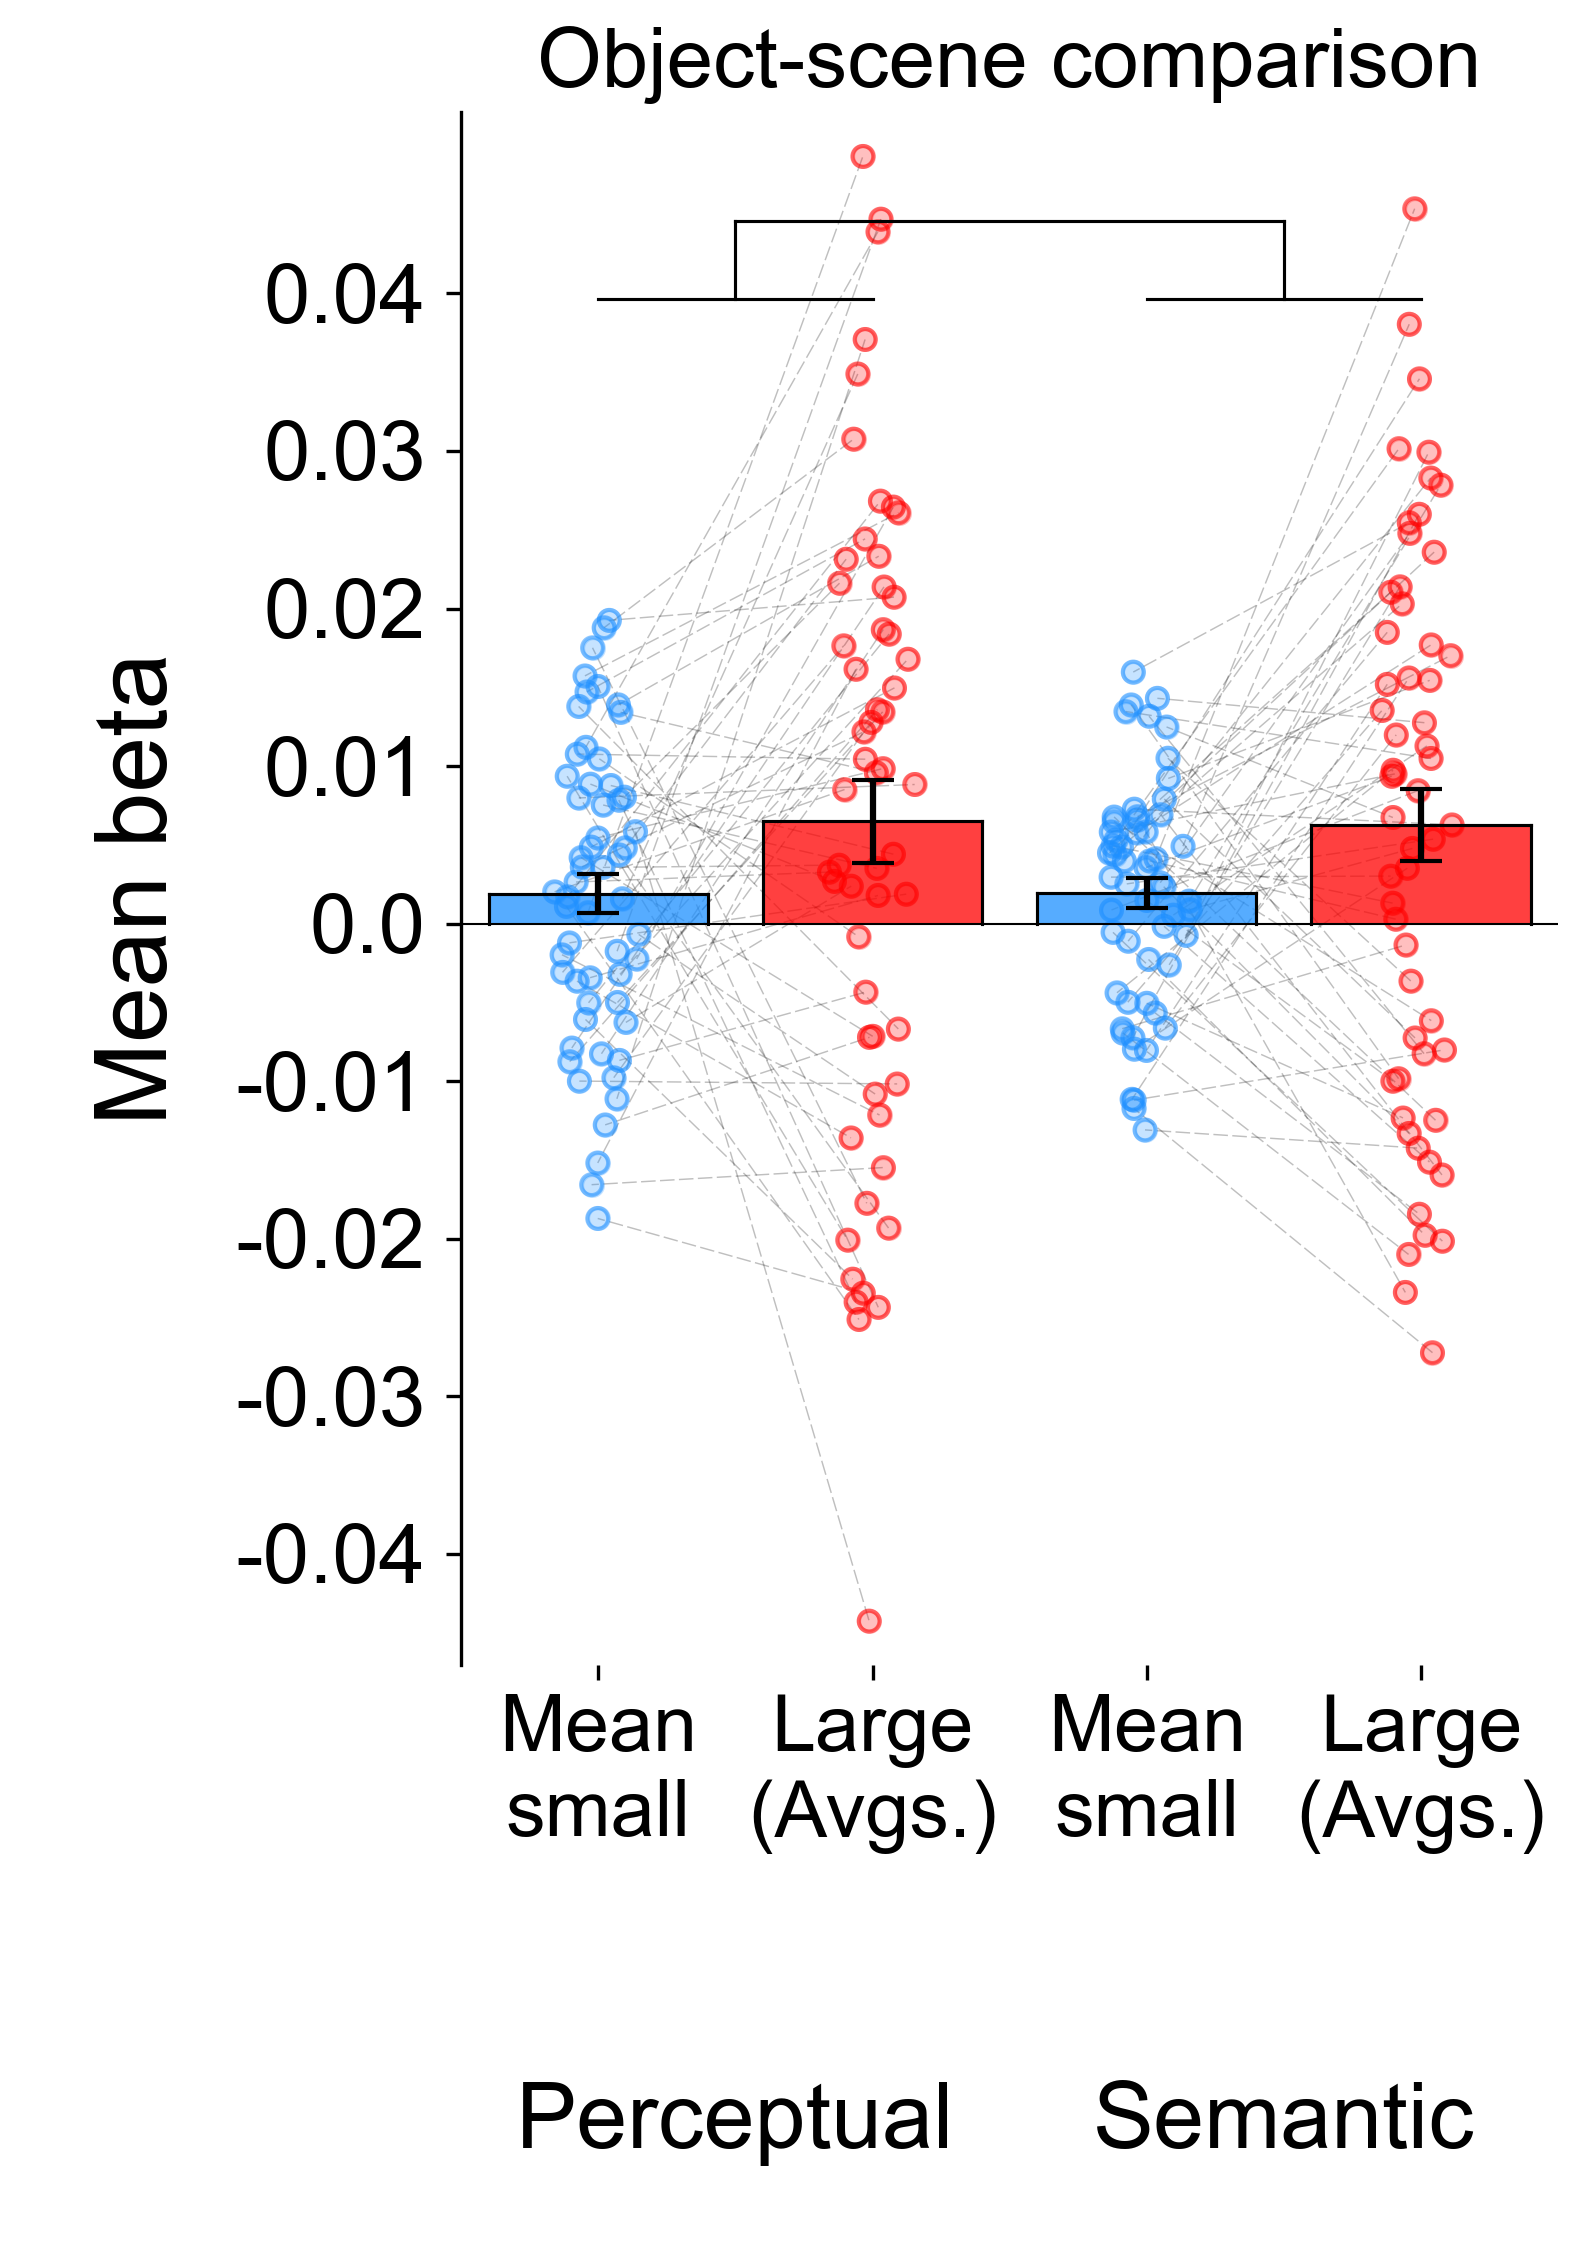 Object-scene comparison
Mean beta
0.04
0.03
0.02
0.01
0.0
-0.01
-0.02
-0.03
-0.04
Mean small
Large (Avgs.)
Mean small
Large (Avgs.)
Perceptual
Semantic